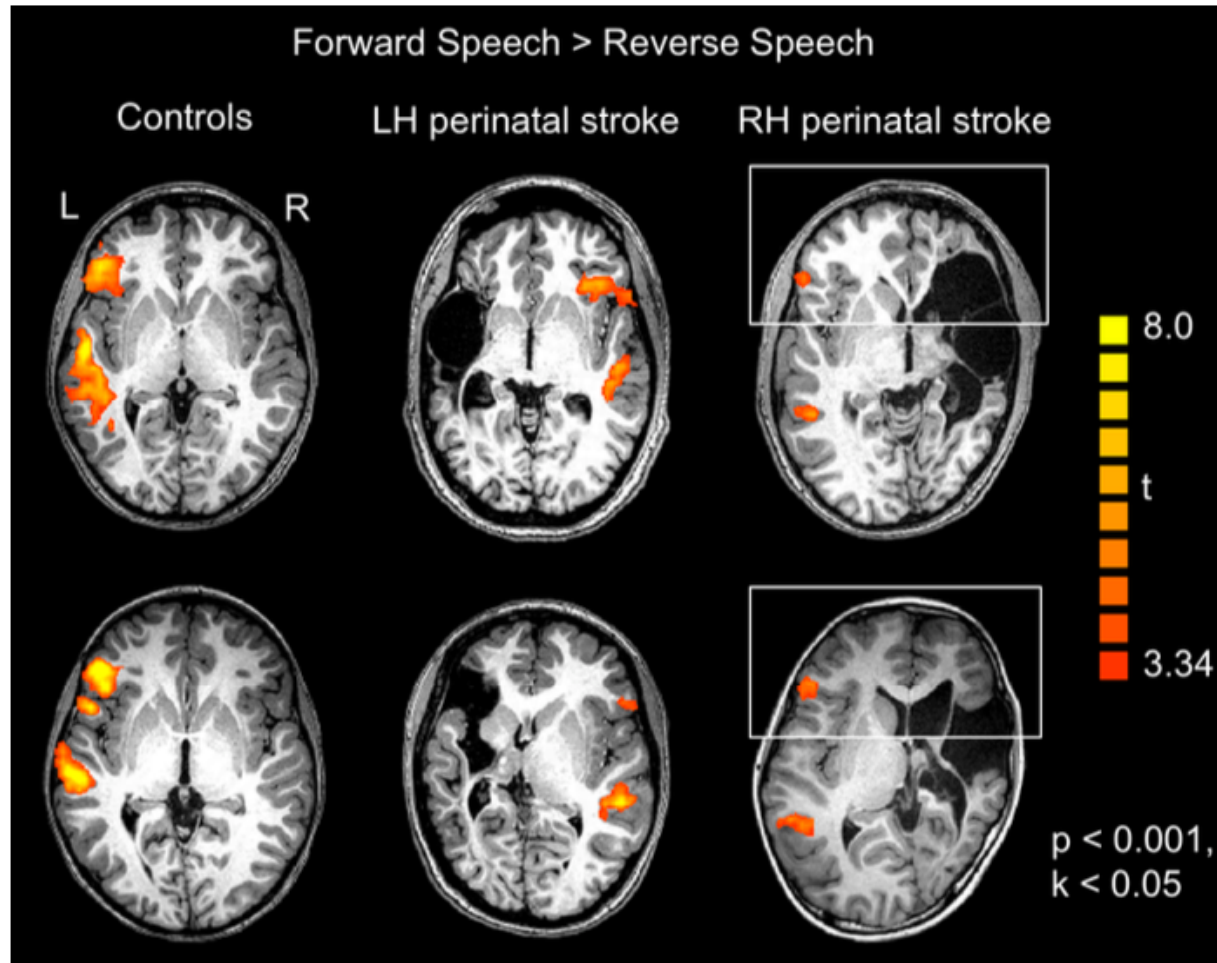 Forward Speech > Reverse Speech
Controls
LH perinatal stroke
RH perinatal stroke
L
R
8.0
t
3.34
p < 0.001,
k < 0.05